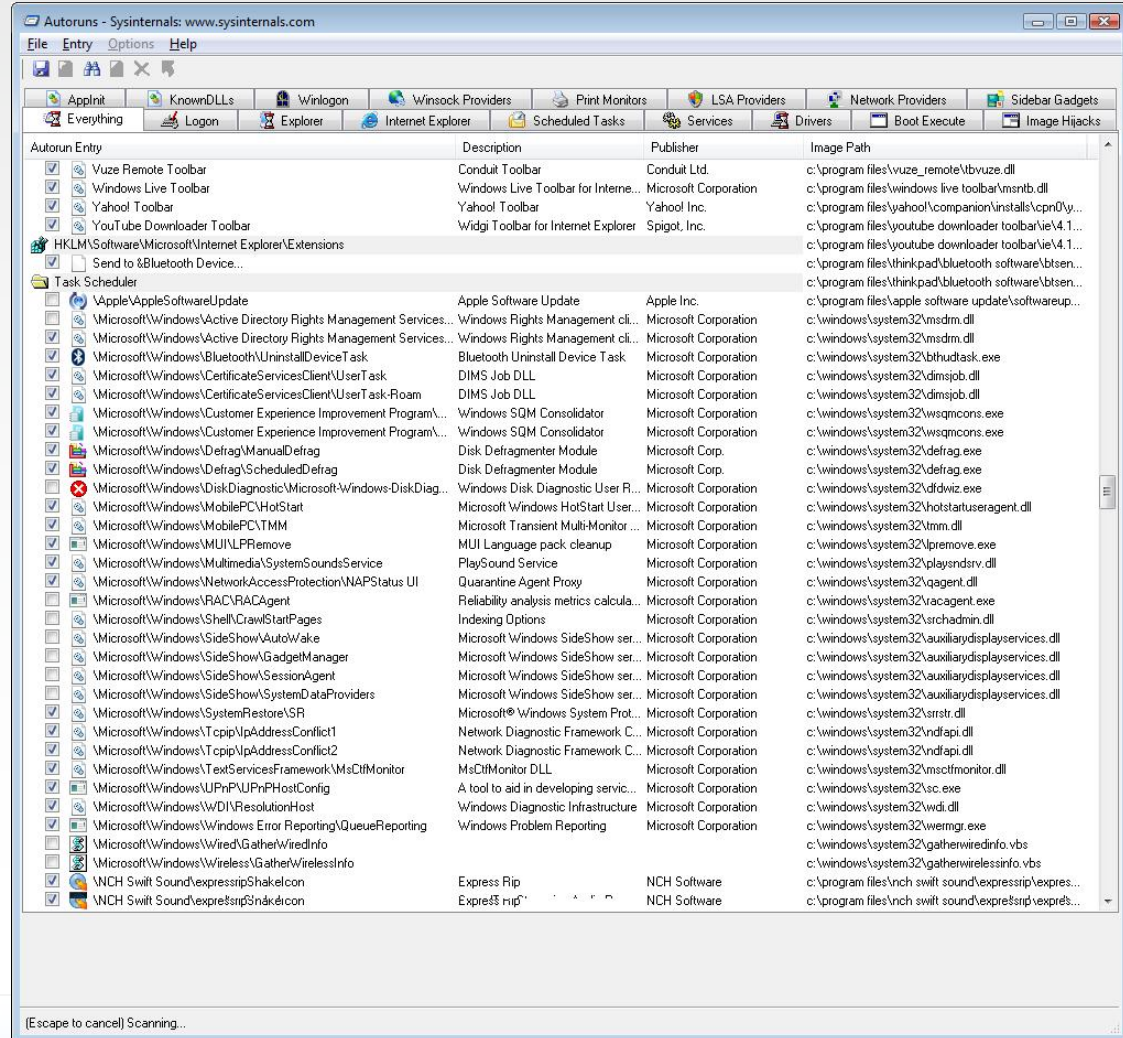 Autoruns - Sysinternals: www.sysinternals.com
File Entry Options Help
AppInit KnownDLLs Winlogon Winsock Providers Print Monitors LSA Providers Network Providers Sidebar Gadgets
Everything Logon Explorer Internet Explorer Scheduled Tasks Services Drivers Boot Execute Image Hijacks
Autorun Entry Description Publisher Image Path
Vuze Remote Toolbar Conduit Toolbar Conduit Ltd. c:\program files\vuze_remote\tbvuze.dll
Windows Live Toolbar Windows Live Toolbar for Interne... Microsoft Corporation c:\program files\windows live toolbar\msntb.dll
Yahoo! Toolbar Yahoo! Toolbar Yahoo! Inc. c:\program files\yahoo!\companion\installs\cpn0\y...
YouTube Downloader Toolbar Widgi Toolbar for Internet Explorer Spigot, Inc. c:\program files\youtube downloader toolbar\ie\4.1...
HKLM\Software\Microsoft\Internet Explorer\Extensions c:\program files\youtube downloader toolbar\ie\4.1...
Send to &Bluetooth Device... c:\program files\thinkpad\bluetooth software\btsen...
Task Scheduler c:\program files\thinkpad\bluetooth software\btsen...
\Apple\AppleSoftwareUpdate Apple Software Update Apple Inc. c:\program files\apple software update\softwareup...
\Microsoft\Windows\Active Directory Rights Management Services... Windows Rights Management cli... Microsoft Corporation c:\windows\system32\msdrm.dll
\Microsoft\Windows\Active Directory Rights Management Services... Windows Rights Management cli... Microsoft Corporation c:\windows\system32\msdrm.dll
\Microsoft\Windows\Bluetooth\UninstallDeviceTask Bluetooth Uninstall Device Task Microsoft Corporation c:\windows\system32\bthudtask.exe
\Microsoft\Windows\CertificateServicesClient\UserTask DIMS Job DLL Microsoft Corporation c:\windows\system32\dimsjob.dll
\Microsoft\Windows\CertificateServicesClient\UserTask-Roam DIMS Job DLL Microsoft Corporation c:\windows\system32\dimsjob.dll
\Microsoft\Windows\Customer Experience Improvement Program\... Windows SQM Consolidator Microsoft Corporation c:\windows\system32\wsqmcons.exe
\Microsoft\Windows\Customer Experience Improvement Program\... Windows SQM Consolidator Microsoft Corporation c:\windows\system32\wsqmcons.exe
\Microsoft\Windows\Defrag\ManualDefrag Disk Defragmenter Module Microsoft Corp. c:\windows\system32\defrag.exe
\Microsoft\Windows\Defrag\ScheduledDefrag Disk Defragmenter Module Microsoft Corp. c:\windows\system32\defrag.exe
\Microsoft\Windows\DiskDiagnostic\Microsoft-Windows-DiskDiag... Windows Disk Diagnostic User R... Microsoft Corporation c:\windows\system32\dfdwiz.exe
\Microsoft\Windows\MobilePC\HotStart Microsoft Windows HotStart User... Microsoft Corporation c:\windows\system32\hotstartuseragent.dll
\Microsoft\Windows\MobilePC\TMM Microsoft Transient Multi-Monitor ... Microsoft Corporation c:\windows\system32\tmm.dll
\Microsoft\Windows\MUI\LPRemove MUI Language pack cleanup Microsoft Corporation c:\windows\system32\lpremove.exe
\Microsoft\Windows\Multimedia\SystemSoundsService PlaySound Service Microsoft Corporation c:\windows\system32\playsndsrv.dll
\Microsoft\Windows\NetworkAccessProtection\NAPStatus UI Quarantine Agent Proxy Microsoft Corporation c:\windows\system32\qagent.dll
\Microsoft\Windows\RAC\RACAgent Reliability analysis metrics calcula... Microsoft Corporation c:\windows\system32\racagent.exe
\Microsoft\Windows\Shell\CrawlStartPages Indexing Options Microsoft Corporation c:\windows\system32\srchadmin.dll
\Microsoft\Windows\SideShow\AutoWake Microsoft Windows SideShow ser... Microsoft Corporation c:\windows\system32\auxiliarydisplayservices.dll
\Microsoft\Windows\SideShow\GadgetManager Microsoft Windows SideShow ser... Microsoft Corporation c:\windows\system32\auxiliarydisplayservices.dll
\Microsoft\Windows\SideShow\SessionAgent Microsoft Windows SideShow ser... Microsoft Corporation c:\windows\system32\auxiliarydisplayservices.dll
\Microsoft\Windows\SideShow\SystemDataProviders Microsoft Windows SideShow ser... Microsoft Corporation c:\windows\system32\auxiliarydisplayservices.dll
\Microsoft\Windows\SystemRestore\SR Microsoft® Windows System Prot... Microsoft Corporation c:\windows\system32\srrstr.dll
\Microsoft\Windows\Tcpip\IpAddressConflict1 Network Diagnostic Framework C... Microsoft Corporation c:\windows\system32\ndfapi.dll
\Microsoft\Windows\Tcpip\IpAddressConflict2 Network Diagnostic Framework C... Microsoft Corporation c:\windows\system32\ndfapi.dll
\Microsoft\Windows\TextServicesFramework\MsCtfMonitor MsCtfMonitor DLL Microsoft Corporation c:\windows\system32\msctfmonitor.dll
\Microsoft\Windows\UPnP\UPnPHostConfig A tool to aid in developing servic... Microsoft Corporation c:\windows\system32\sc.exe
\Microsoft\Windows\WDI\ResolutionHost Windows Diagnostic Infrastructure Microsoft Corporation c:\windows\system32\wdi.dll
\Microsoft\Windows\Windows Error Reporting\QueueReporting Windows Problem Reporting Microsoft Corporation c:\windows\system32\wermgr.exe
\Microsoft\Windows\Wired\GatherWiredInfo c:\windows\system32\gatherwiredinfo.vbs
\Microsoft\Windows\Wireless\GatherWirelessInfo c:\windows\system32\gatherwirelessinfo.vbs
\NCH Swift Sound\expressripShakeIcon Express Rip NCH Software c:\program files\nch swift sound\expressrip\expres...
\NCH Swift Express NCH Software c:\program files\nch swift
(Escape to cancel) Scanning...